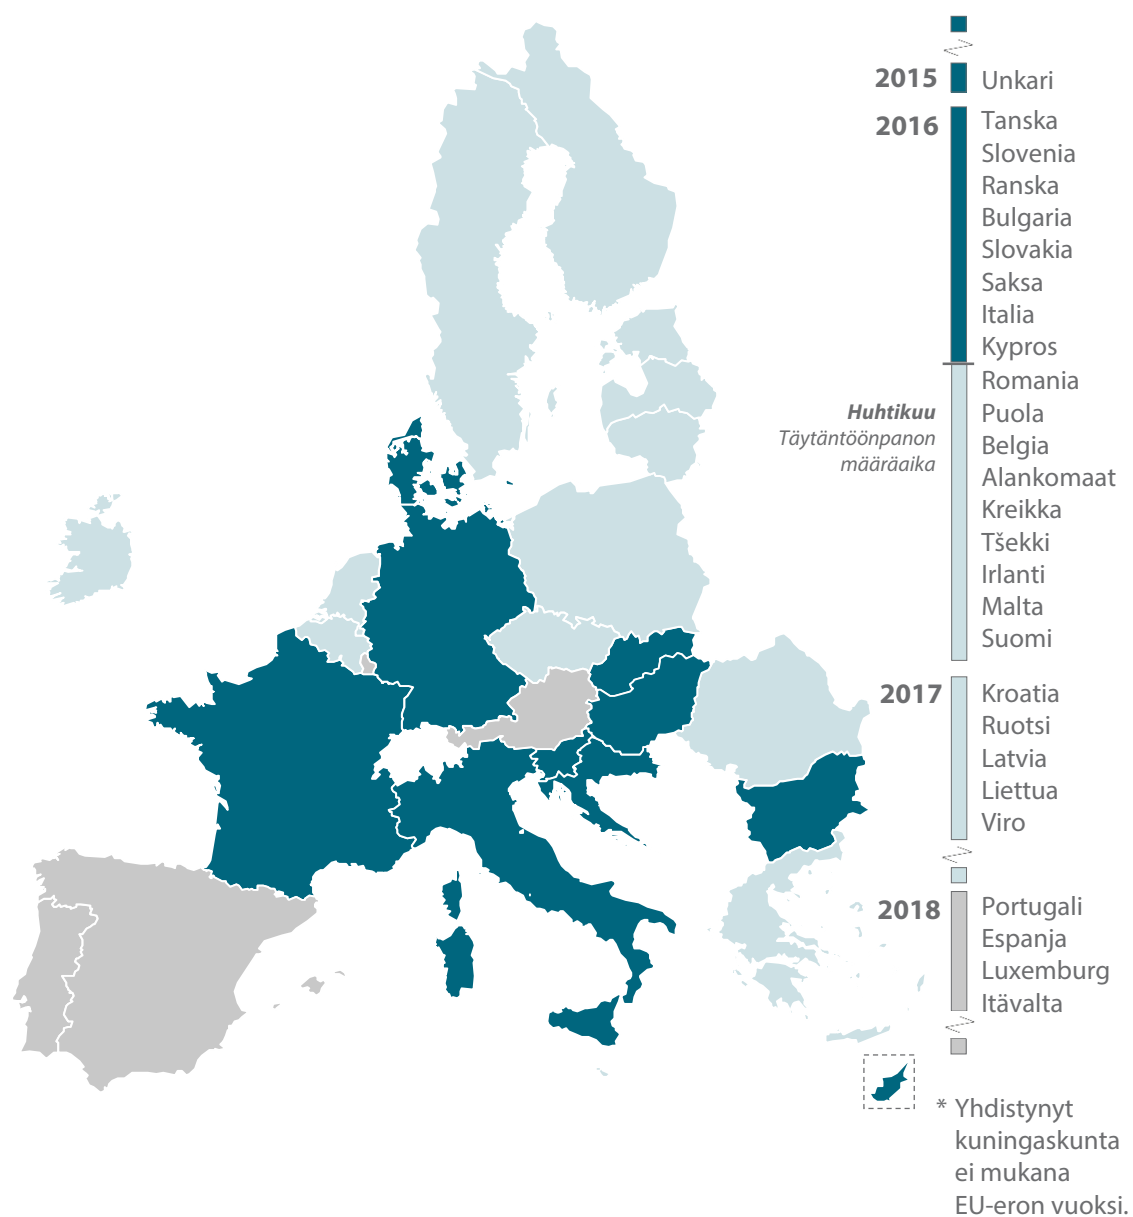 2015
Unkari
2016
Tanska
Slovenia
Ranska
Bulgaria
Slovakia
Saksa
Italia
Kypros
Romania
Huhtikuu
Täytäntöönpanon
määräaika
Puola
Belgia
Alankomaat
Kreikka
Tšekki
Irlanti
Malta
Suomi
2017
Kroatia
Ruotsi
Latvia
Liettua
Viro
2018
Portugali
Espanja
Luxemburg
Itävalta
* Yhdistynyt
kuningaskunta
ei mukana
EU-eron vuoksi.